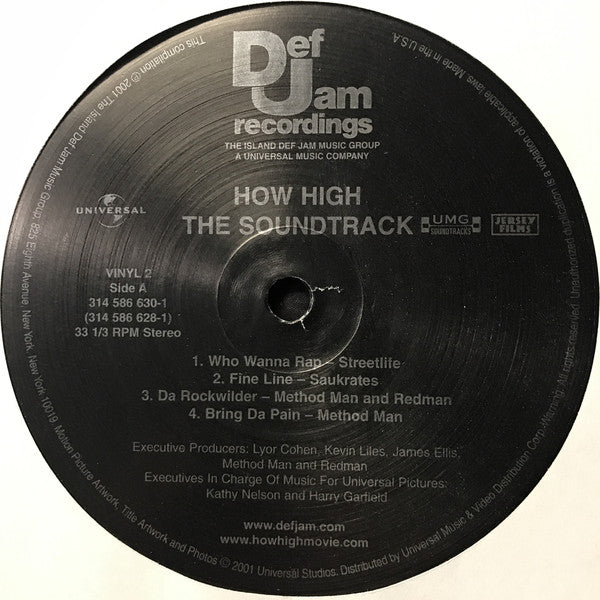 Def
Jam
recordings
THE ISLAND DEF JAM MUSIC GROUP
A UNIVERSAL MUSIC COMPANY
HOW HIGH
THE SOUNDTRACK
UNIVERSAL
UMG
SOUNDTRACKS
JERSEY
FILMS
VINYL 2
Side A
314 586 630-1
(314 586 628-1)
33 1/3 RPM Stereo
1. Who Wanna Rap – Streetlife
2. Fine Line – Saukrates
3. Da Rockwilder – Method Man and Redman
4. Bring Da Pain – Method Man
Executive Producers: Lyor Cohen, Kevin Liles, James Ellis,
Method Man and Redman
Executives In Charge Of Music For Universal Pictures:
Kathy Nelson and Harry Garfield
www.defjam.com
www.howhighmovie.com
This compilation ℗ 2001 The Island Def Jam Music Group, 825 Eighth Avenue, New York, New York 10019. Motion Picture Artwork, Title Artwork and Photos © 2001 Universal Studios. Distributed by Universal Music & Video Distribution Corp. Warning: All rights reserved. Unauthorized duplication is a violation of applicable laws. Made in the U.S.A.